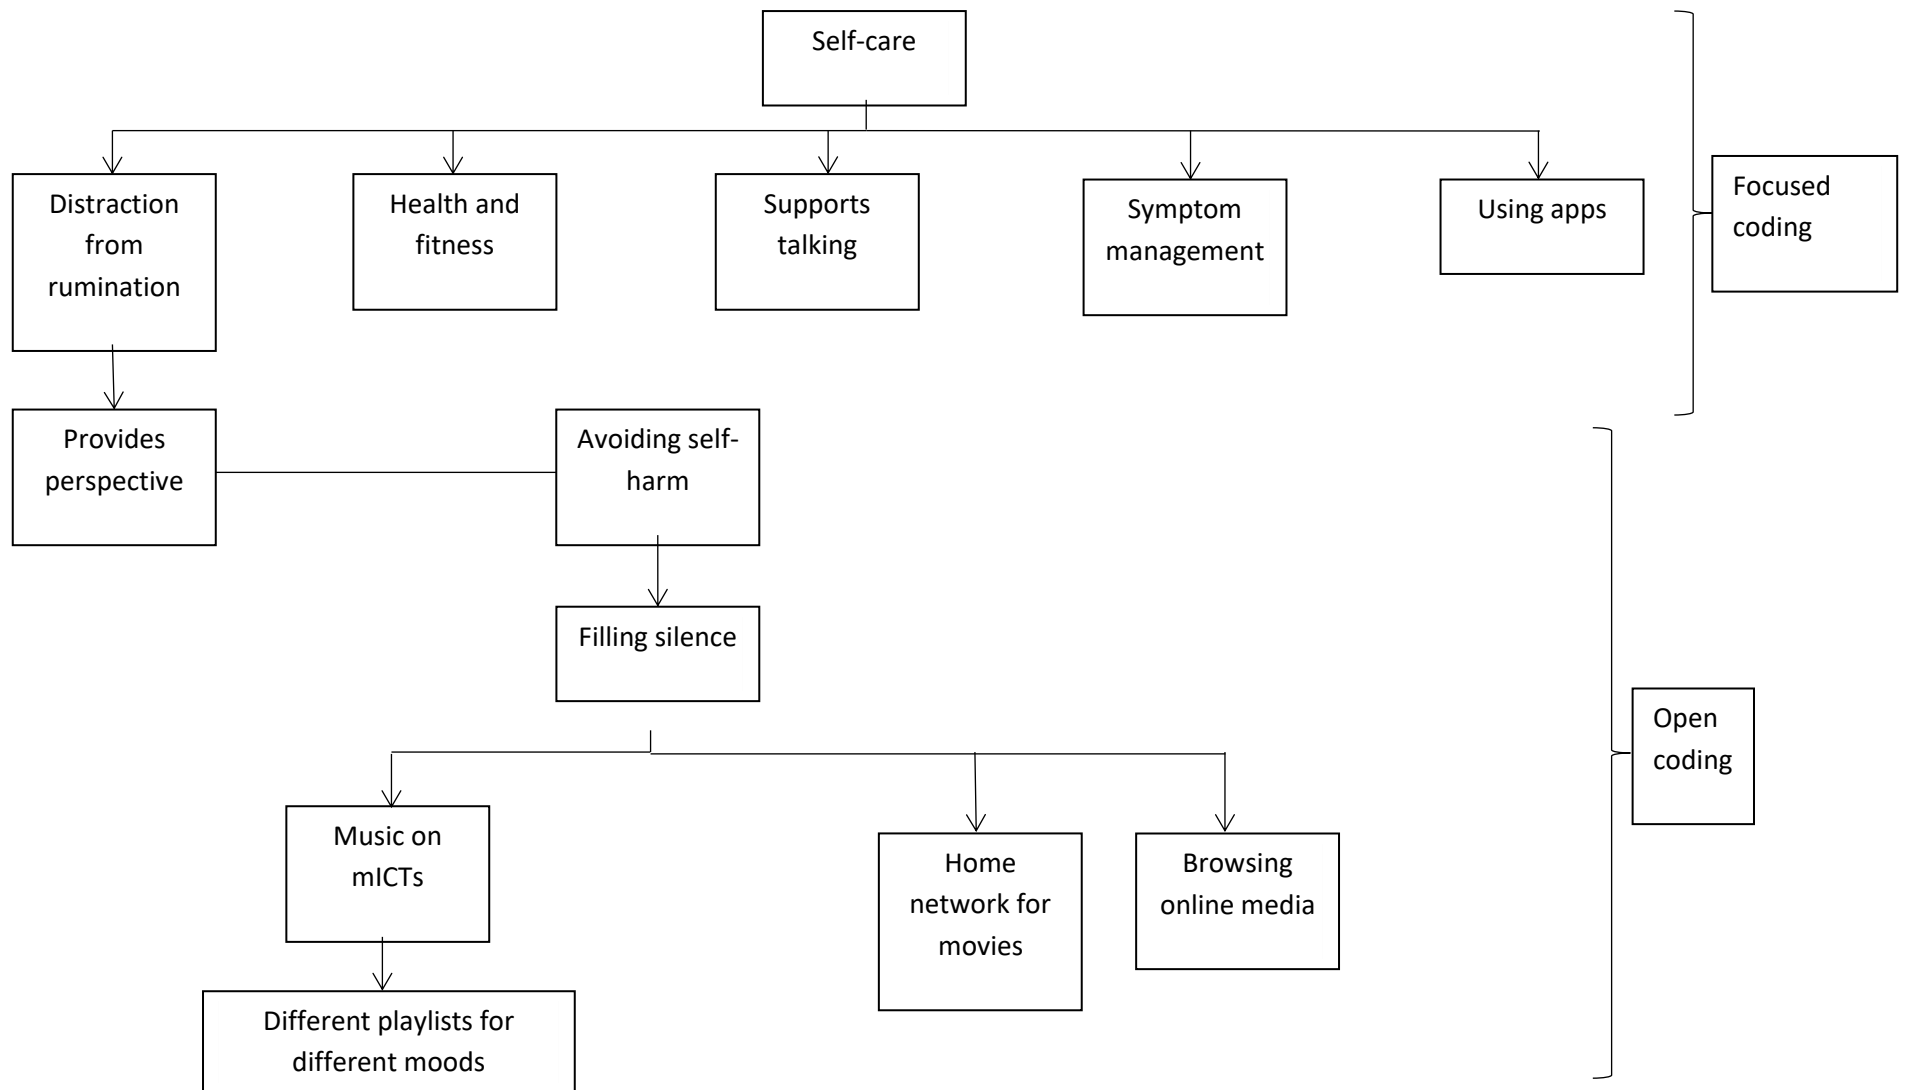 Self-care
Distraction
from
rumination
Health and
fitness
Supports
talking
Symptom
management
Using apps
Focused
coding
Provides
perspective
Avoiding self-
harm
Filling silence
Open
coding
Music on
mICTs
Home
network for
movies
Browsing
online media
Different playlists for
different moods